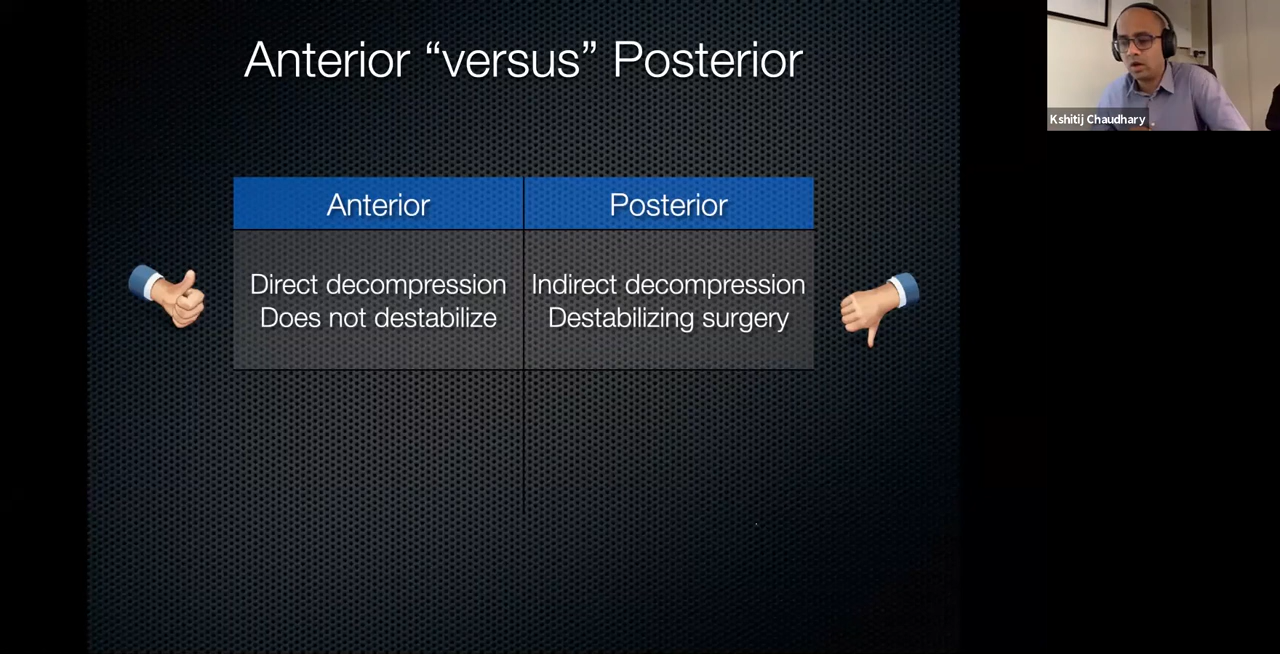 Anterior “versus” Posterior
Kshitij Chaudhary
Anterior
Posterior
Direct decompression
Does not destabilize
Indirect decompression
Destabilizing surgery